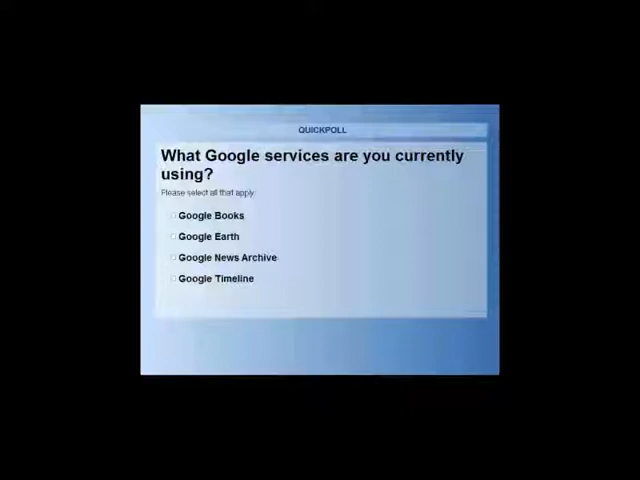 QUICKPOLL
What Google services are you currently
using?
Please select all that apply:
Google Books
Google Earth
Google News Archive
Google Timeline